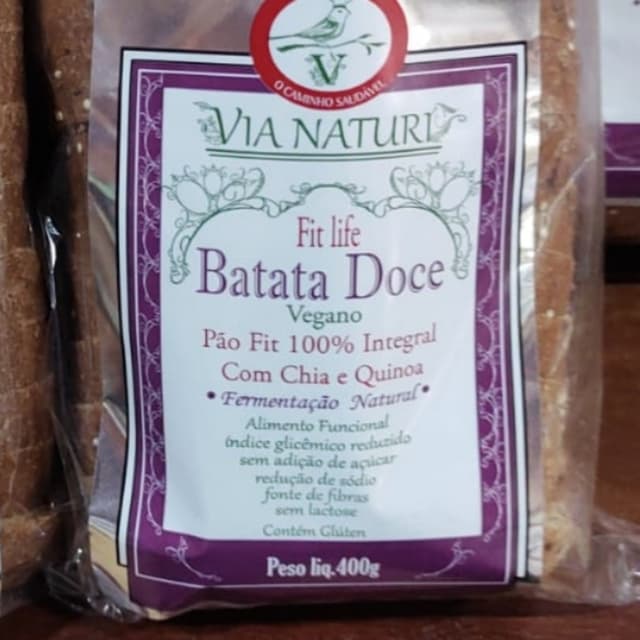 V
O CAMINHO SAUDÁVEL
VIA NATURI
Fit life
Batata Doce
Vegano
Pão Fit 100% Integral
Com Chia e Quinoa
• Fermentação Natural •
Alimento Funcional
índice glicêmico reduzido
sem adição de açúcar
redução de sódio
fonte de fibras
sem lactose
Contém Glúten
Peso liq.400g